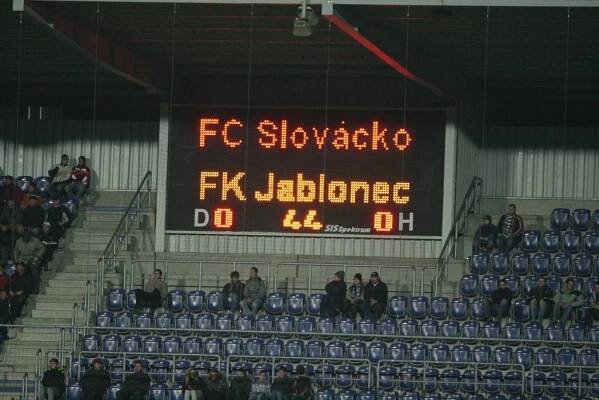 FC Slovácko
FK Jablonec
D 0 44 0 H
SIS Spektrum